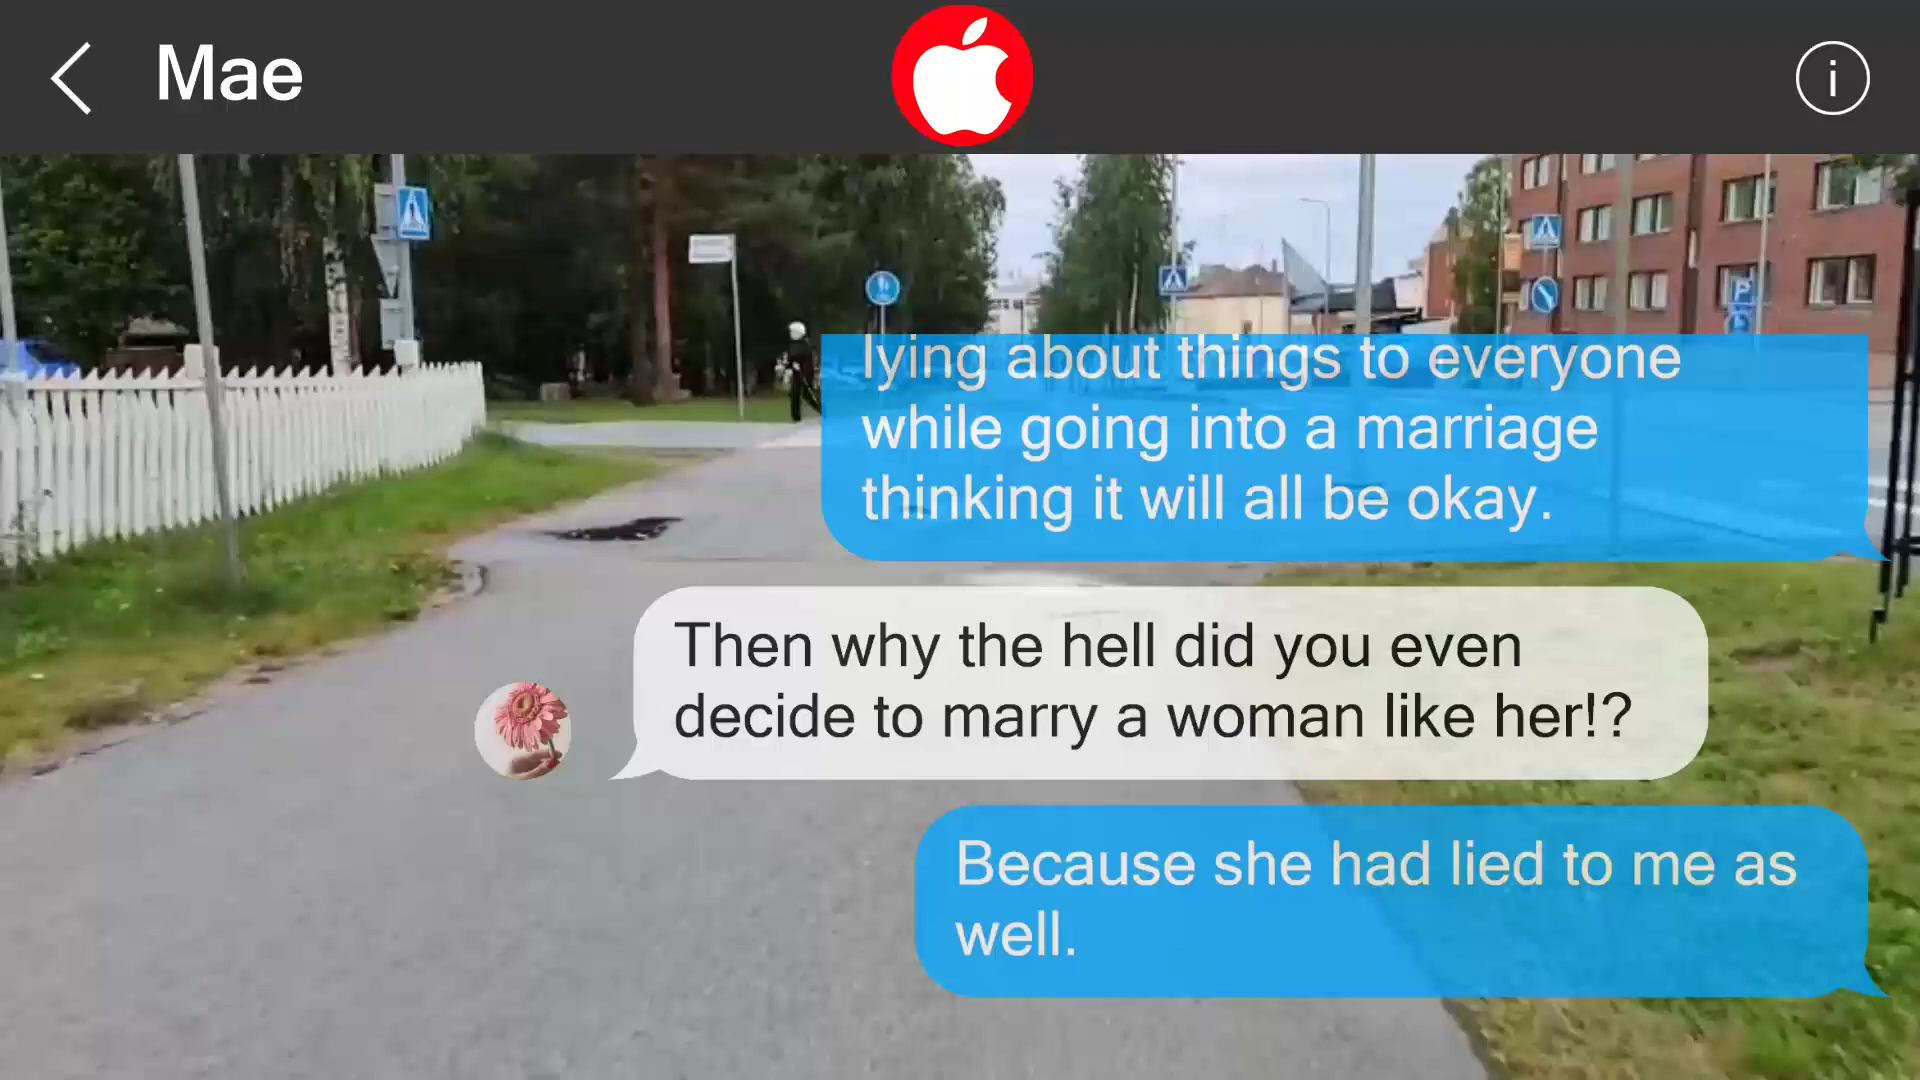 Mae
lying about things to everyone
while going into a marriage
thinking it will all be okay.
Then why the hell did you even
decide to marry a woman like her!?
Because she had lied to me as
well.